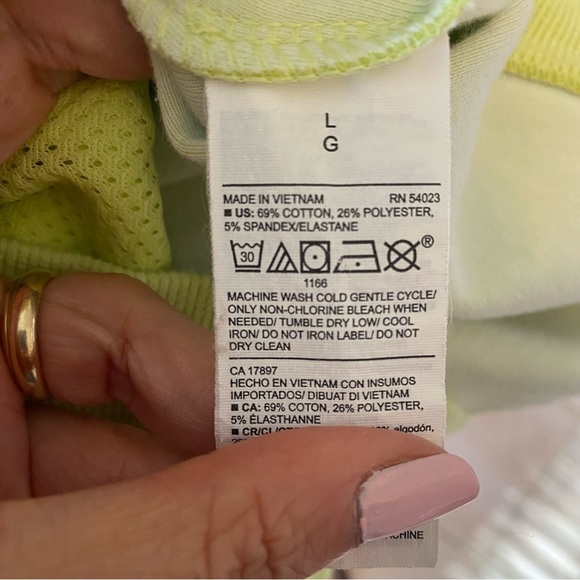 L
G
MADE IN VIETNAM RN 54023
■ US: 69% COTTON, 26% POLYESTER,
5% SPANDEX/ELASTANE
30
®
1166
MACHINE WASH COLD GENTLE CYCLE/
ONLY NON-CHLORINE BLEACH WHEN
NEEDED/ TUMBLE DRY LOW/ COOL
IRON/ DO NOT IRON LABEL/ DO NOT
DRY CLEAN
CA 17897
HECHO EN VIETNAM CON INSUMOS
IMPORTADOS/ DIBUAT DI VIETNAM
■ CA: 69% COTON, 26% POLYESTER,
5% ÉLASTHANNE
■ algodón,